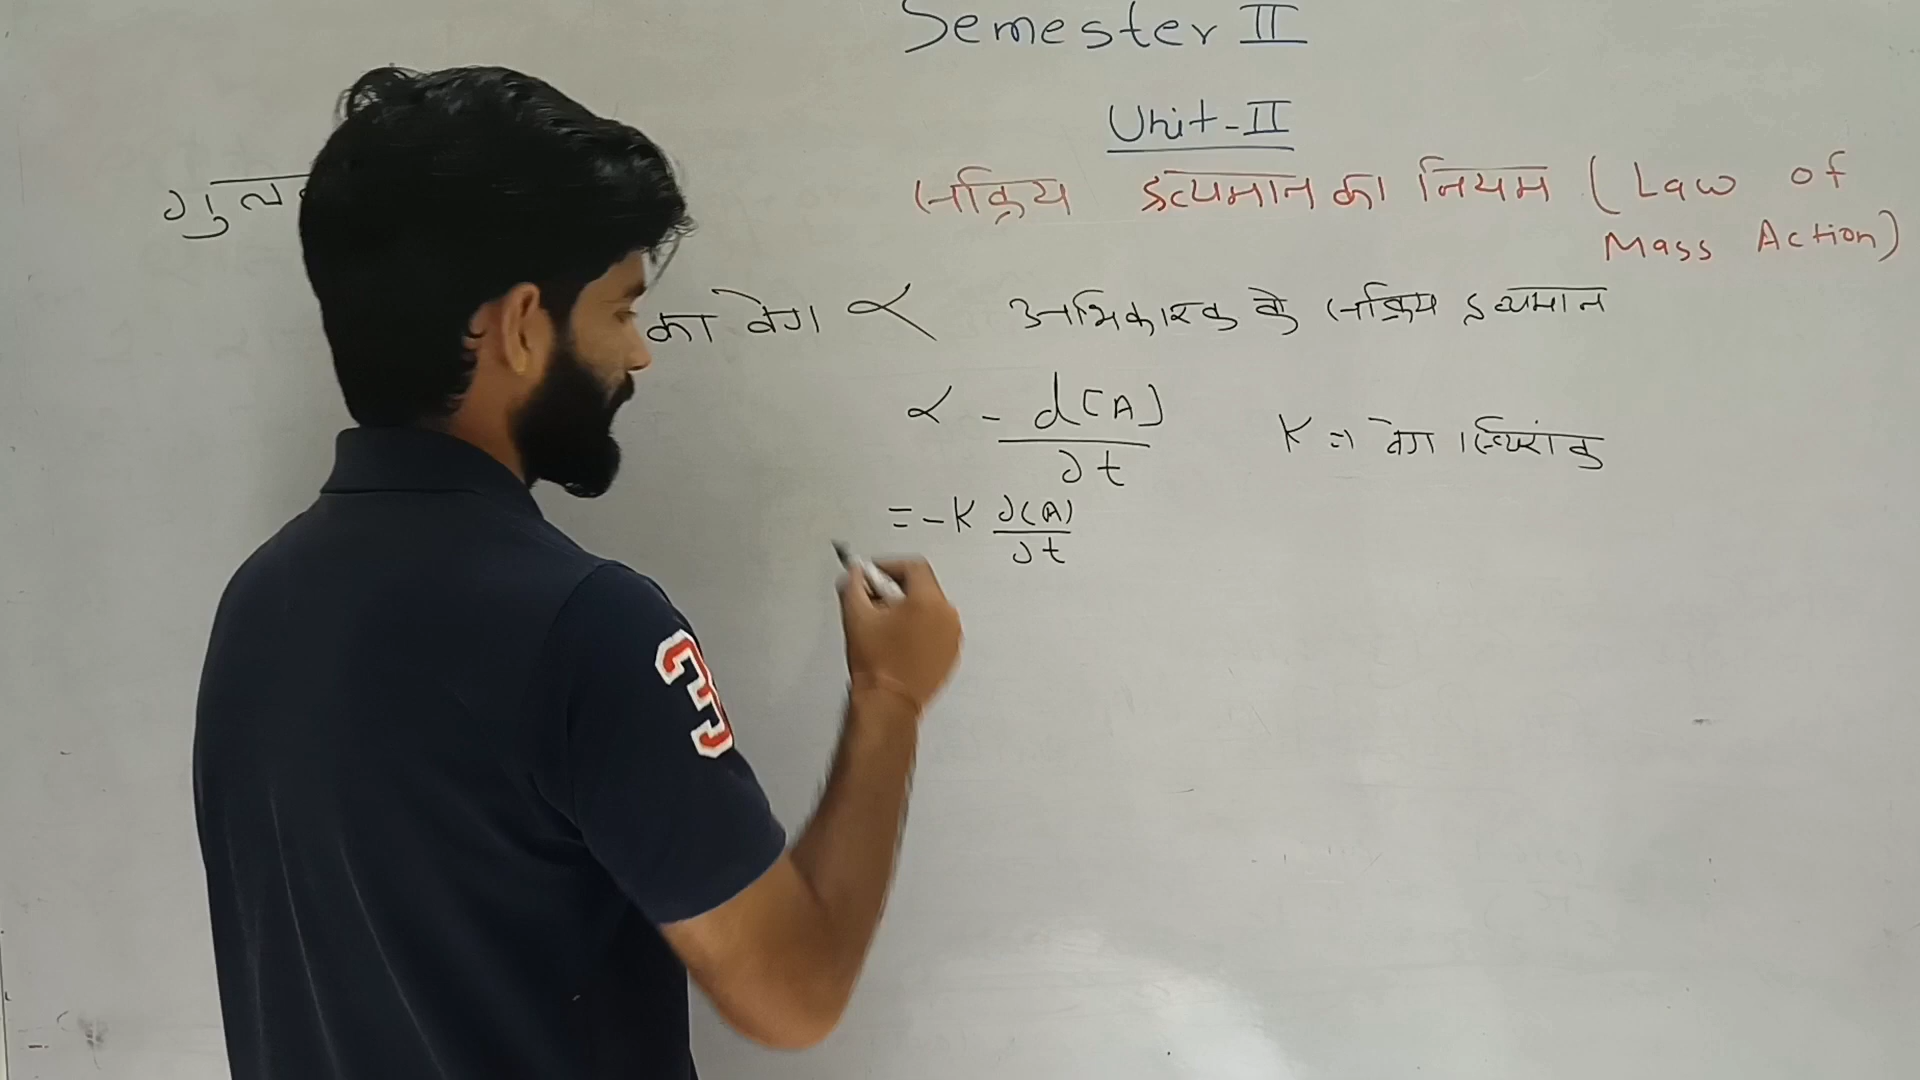 Semester II
Unit-II
सक्रिय द्रव्यमान का नियम ( Law of
Mass Action)
का वेग ∝ अभिकारक के सक्रिय द्रव्यमान
∝ - d[A]
dt
K => वेग स्थिरांक
= -K d(A)
dt
3